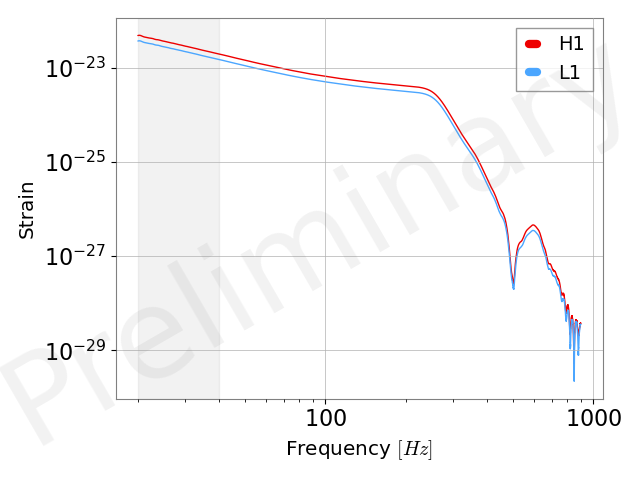 H1
L1
10⁻²³
10⁻²⁵
10⁻²⁷
10⁻²⁹
Strain
100
1000
Frequency [Hz]
Preliminary